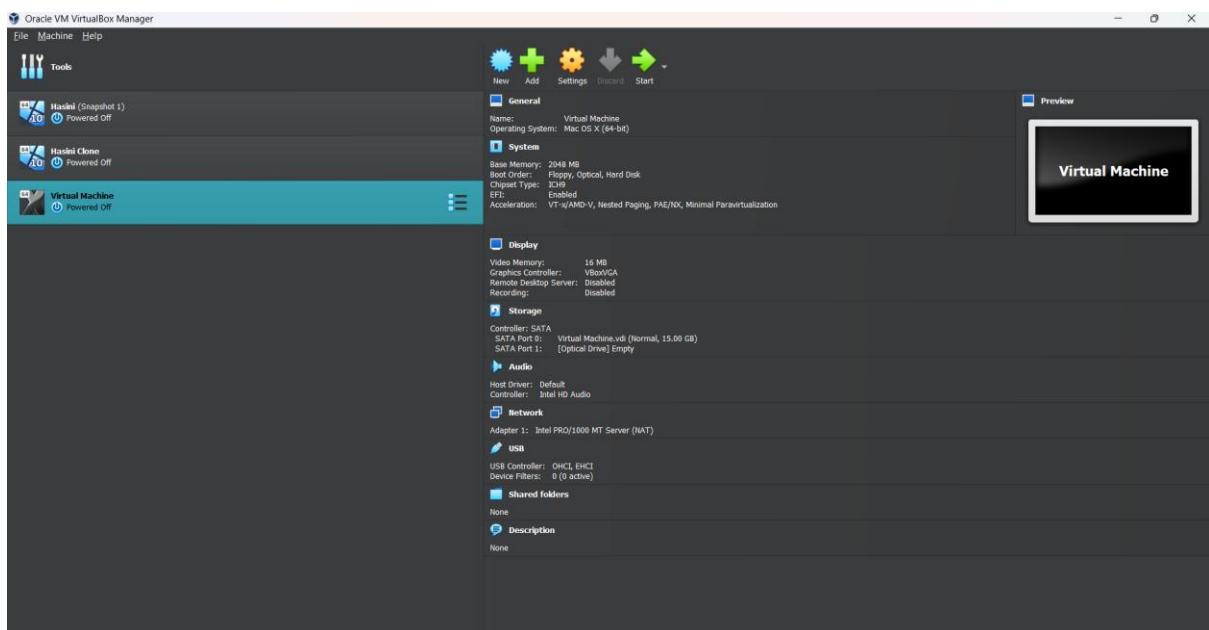 Oracle VM VirtualBox Manager
File Machine Help
Tools
New Add Settings Discard Start
Hasini (Snapshot 1)
Powered Off
Hasini Clone
Powered Off
Virtual Machine
Powered Off
General
Name: Virtual Machine
Operating System: Mac OS X (64-bit)
System
Base Memory: 2048 MB
Boot Order: Floppy, Optical, Hard Disk
Chipset Type: ICH9
EFI: Enabled
Acceleration: VT-x/AMD-V, Nested Paging, PAE/NX, Minimal Paravirtualization
Preview
Virtual Machine
Display
Video Memory: 16 MB
Graphics Controller: VBoxVGA
Remote Desktop Server: Disabled
Recording: Disabled
Storage
Controller: SATA
SATA Port 0: Virtual Machine.vdi (Normal, 15.00 GB)
SATA Port 1: [Optical Drive] Empty
Audio
Host Driver: Default
Controller: Intel HD Audio
Network
Adapter 1: Intel PRO/1000 MT Server (NAT)
USB
USB Controller: OHCI, EHCI
Device Filters: 0 (0 active)
Shared folders
None
Description
None